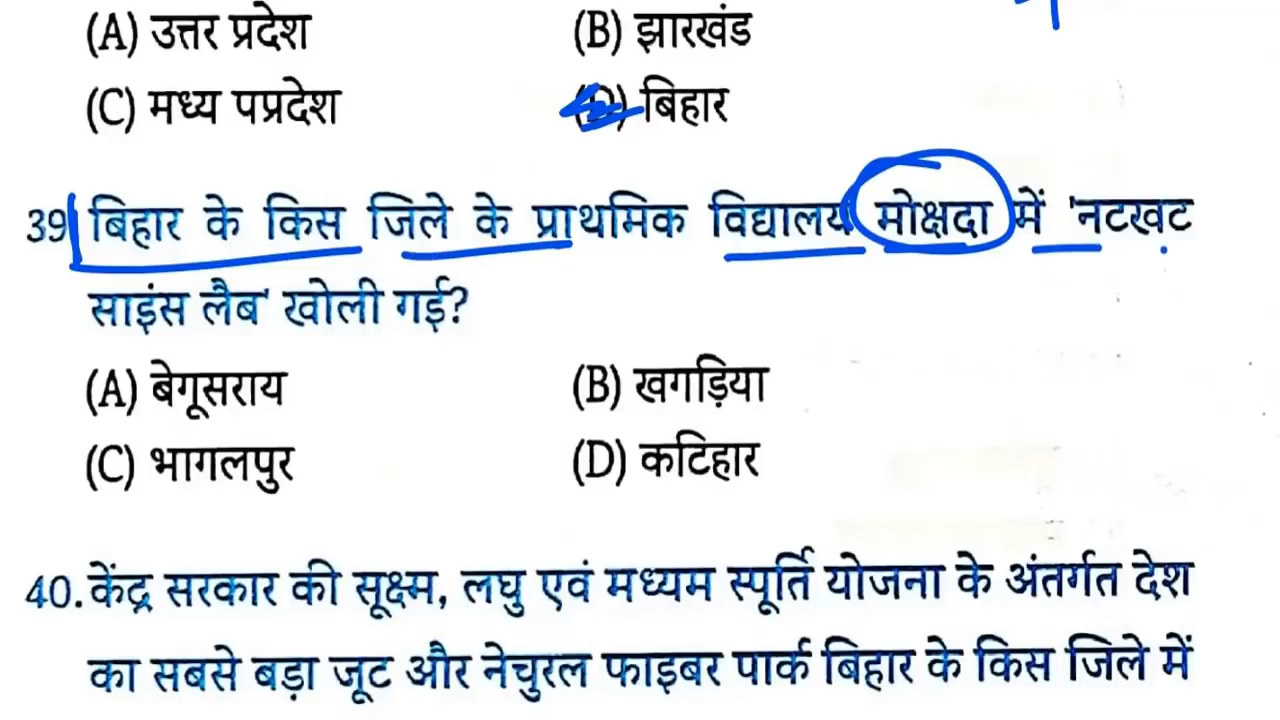 (A) उत्तर प्रदेश (B) झारखंड
(C) मध्य पप्रदेश (D) बिहार
39 बिहार के किस जिले के प्राथमिक विद्यालय मोक्षदा में 'नटखट
साइंस लैब' खोली गई?
(A) बेगूसराय (B) खगड़िया
(C) भागलपुर (D) कटिहार
40. केंद्र सरकार की सूक्ष्म, लघु एवं मध्यम स्पूर्ति योजना के अंतर्गत देश
का सबसे बड़ा जूट और नेचुरल फाइबर पार्क बिहार के किस जिले में